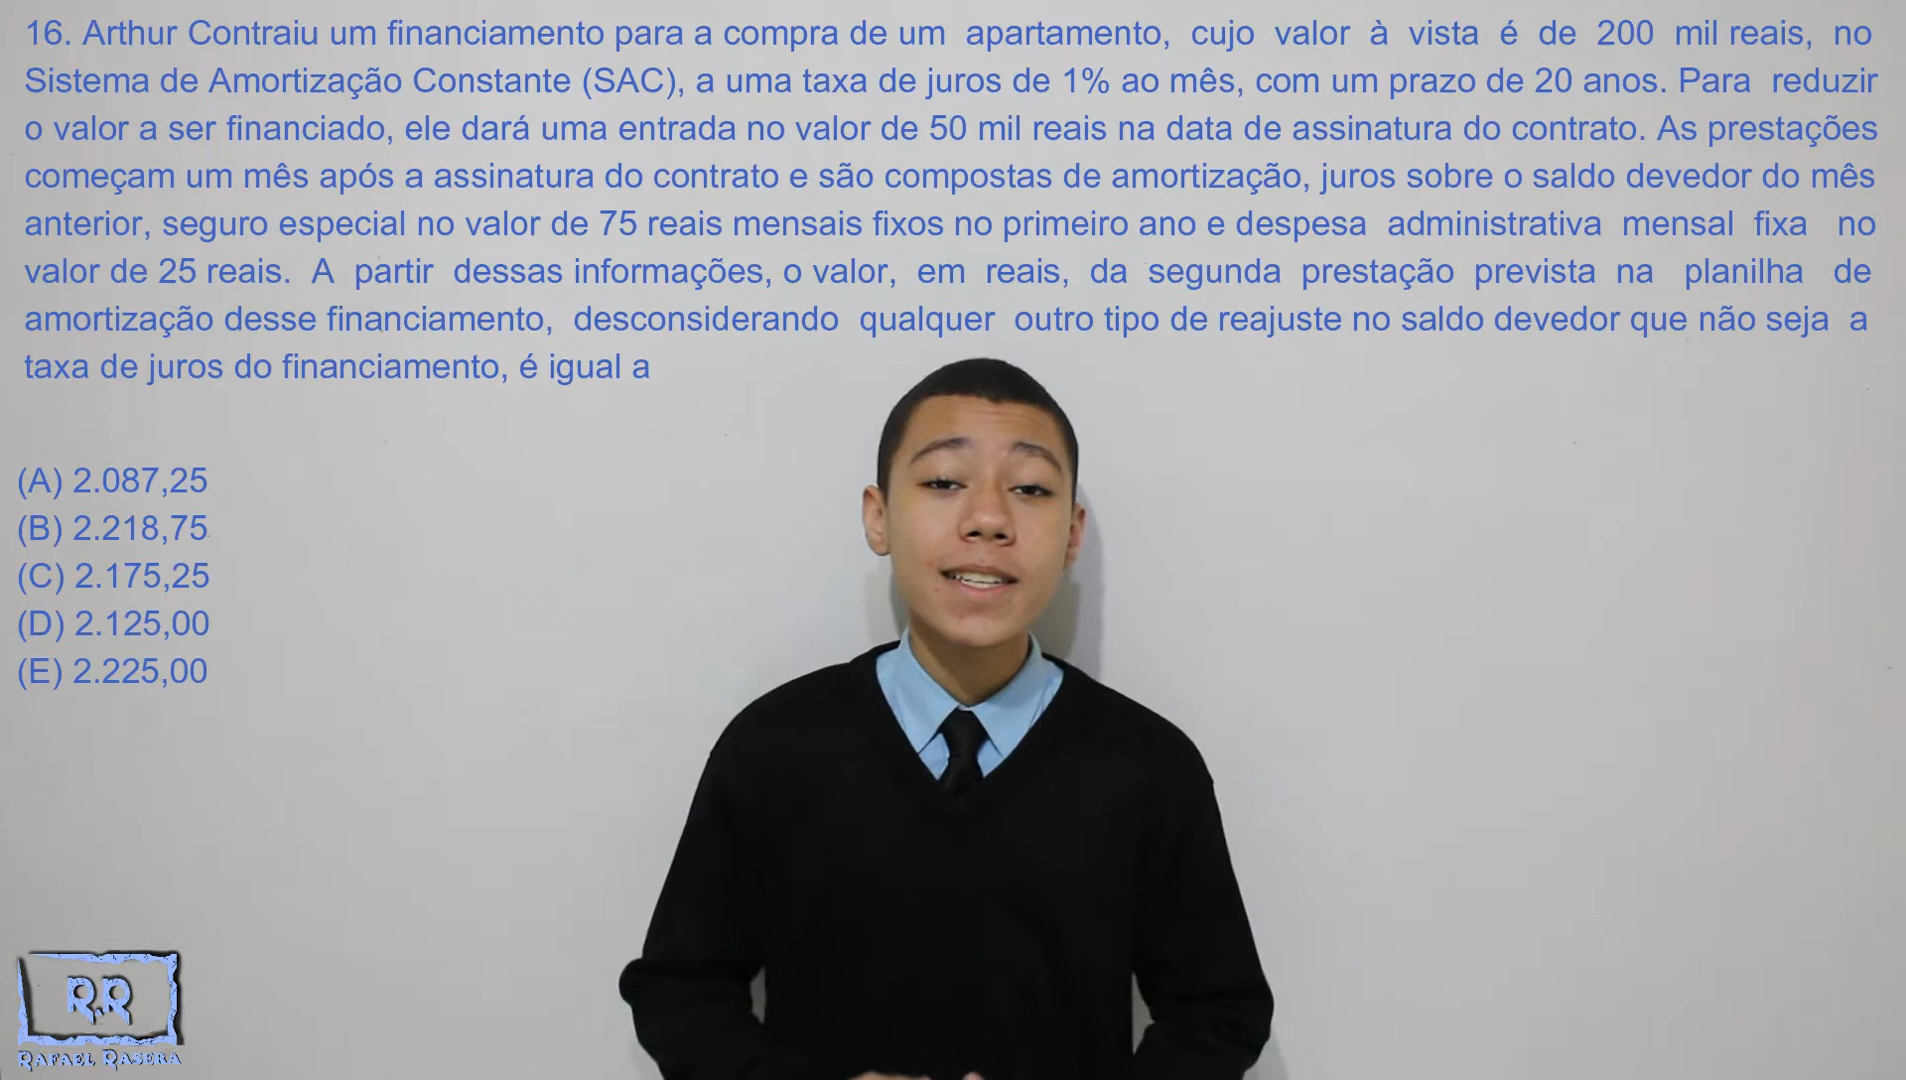 16. Arthur Contraiu um financiamento para a compra de um apartamento, cujo valor à vista é de 200 mil reais, no
Sistema de Amortização Constante (SAC), a uma taxa de juros de 1% ao mês, com um prazo de 20 anos. Para reduzir
o valor a ser financiado, ele dará uma entrada no valor de 50 mil reais na data de assinatura do contrato. As prestações
começam um mês após a assinatura do contrato e são compostas de amortização, juros sobre o saldo devedor do mês
anterior, seguro especial no valor de 75 reais mensais fixos no primeiro ano e despesa administrativa mensal fixa no
valor de 25 reais. A partir dessas informações, o valor, em reais, da segunda prestação prevista na planilha de
amortização desse financiamento, desconsiderando qualquer outro tipo de reajuste no saldo devedor que não seja a
taxa de juros do financiamento, é igual a
(A) 2.087,25
(B) 2.218,75
(C) 2.175,25
(D) 2.125,00
(E) 2.225,00
R.R
RAFAEL RASERA